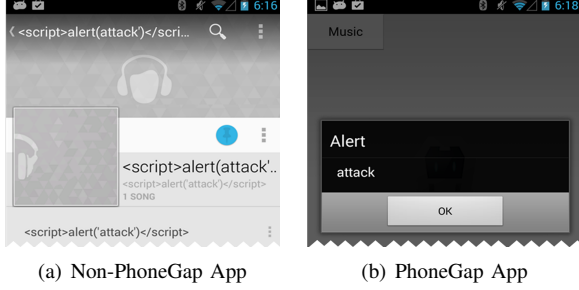 6:16
<script>alert(attack')</scri...
<script>alert(attack'..
<script>alert('attack')</script>
1 SONG
<script>alert('attack')</script>
(a) Non-PhoneGap App
6:18
Music
Alert
attack
OK
(b) PhoneGap App